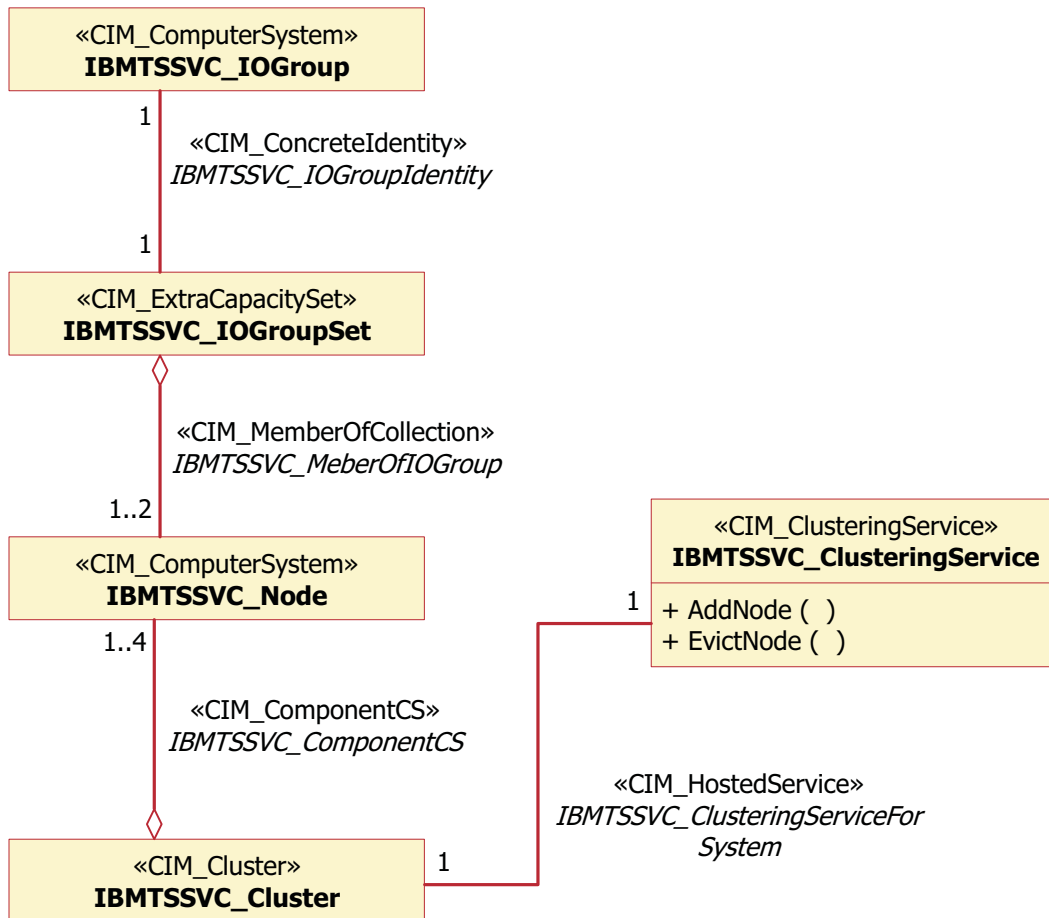 «CIM_ComputerSystem»
IBMTSSVC_IOGroup
1
«CIM_ConcreteIdentity»
IBMTSSVC_IOGroupIdentity
1
«CIM_ExtraCapacitySet»
IBMTSSVC_IOGroupSet
«CIM_MemberOfCollection»
IBMTSSVC_MeberOfIOGroup
1..2
«CIM_ComputerSystem»
IBMTSSVC_Node
1..4
«CIM_ClusteringService»
IBMTSSVC_ClusteringService
1
+ AddNode ( )
+ EvictNode ( )
«CIM_ComponentCS»
IBMTSSVC_ComponentCS
«CIM_HostedService»
IBMTSSVC_ClusteringServiceFor
System
«CIM_Cluster»
IBMTSSVC_Cluster
1